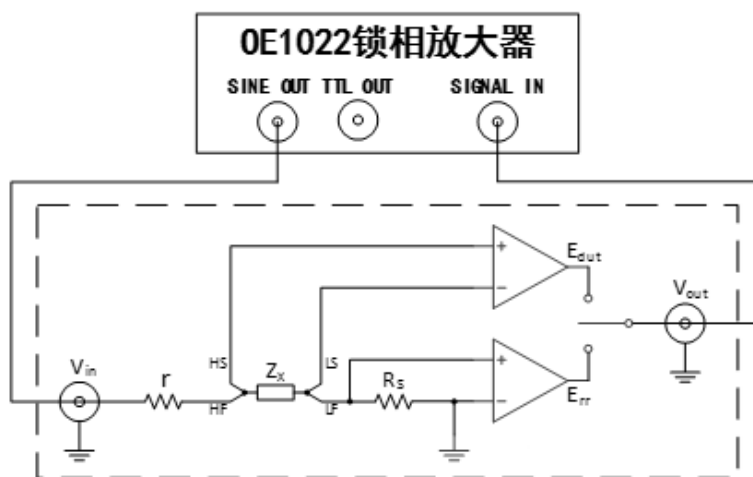 OE1022锁相放大器
SINE OUT TTL OUT SIGNAL IN
E_dut
V_out
HS Z_x LS
V_in
r
R_s
HF LF
E_rr
+
−
+
−